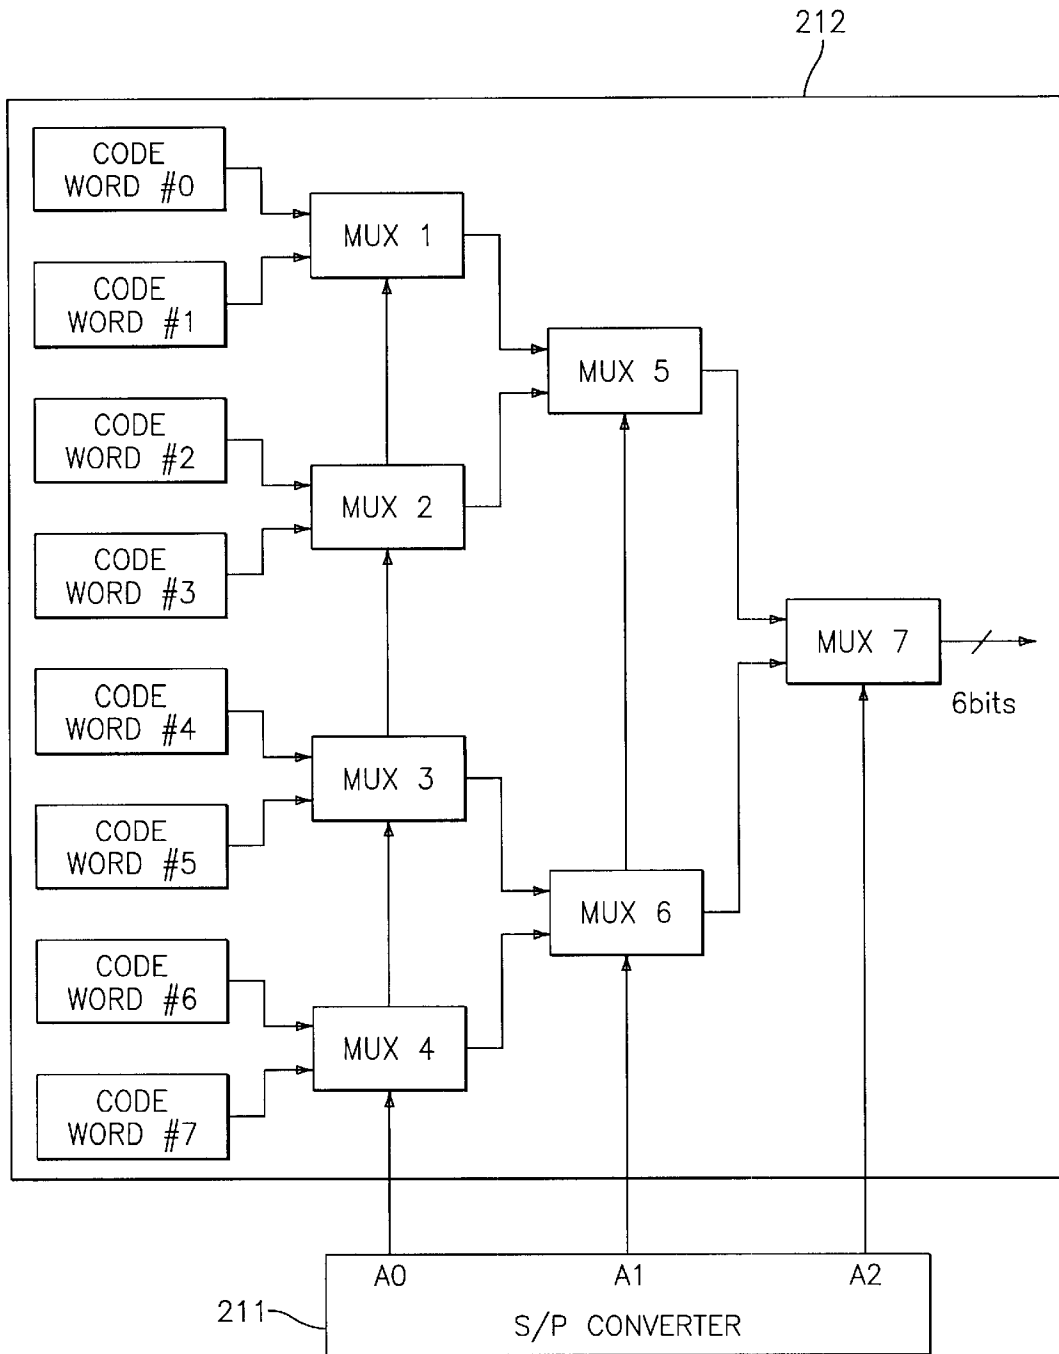 212
CODE
WORD #0
MUX 1
CODE
WORD #1
MUX 5
CODE
WORD #2
MUX 2
CODE
WORD #3
MUX 7
6bits
CODE
WORD #4
MUX 3
CODE
WORD #5
MUX 6
CODE
WORD #6
MUX 4
CODE
WORD #7
A0 A1 A2
211
S/P CONVERTER